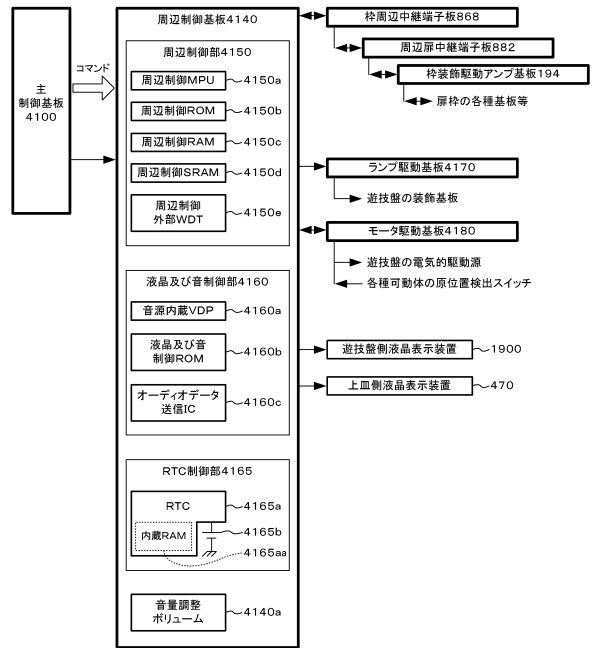 周辺制御基板4140
主
制御基板
4100
コマンド
周辺制御部4150
周辺制御MPU
4150a
周辺制御ROM
4150b
周辺制御RAM
4150c
周辺制御SRAM
4150d
周辺制御
外部WDT
4150e
液晶及び音制御部4160
音源内蔵VDP
4160a
液晶及び音
制御ROM
4160b
オーディオデータ
送信IC
4160c
RTC制御部4165
RTC
4165a
4165b
内蔵RAM
4165aa
音量調整
ボリューム
4140a
枠周辺中継端子板868
周辺扉中継端子板882
枠装飾駆動アンプ基板194
扉枠の各種基板等
ランプ駆動基板4170
遊技盤の装飾基板
モータ駆動基板4180
遊技盤の電気的駆動源
各種可動体の原位置検出スイッチ
遊技盤側液晶表示装置
1900
上皿側液晶表示装置
470